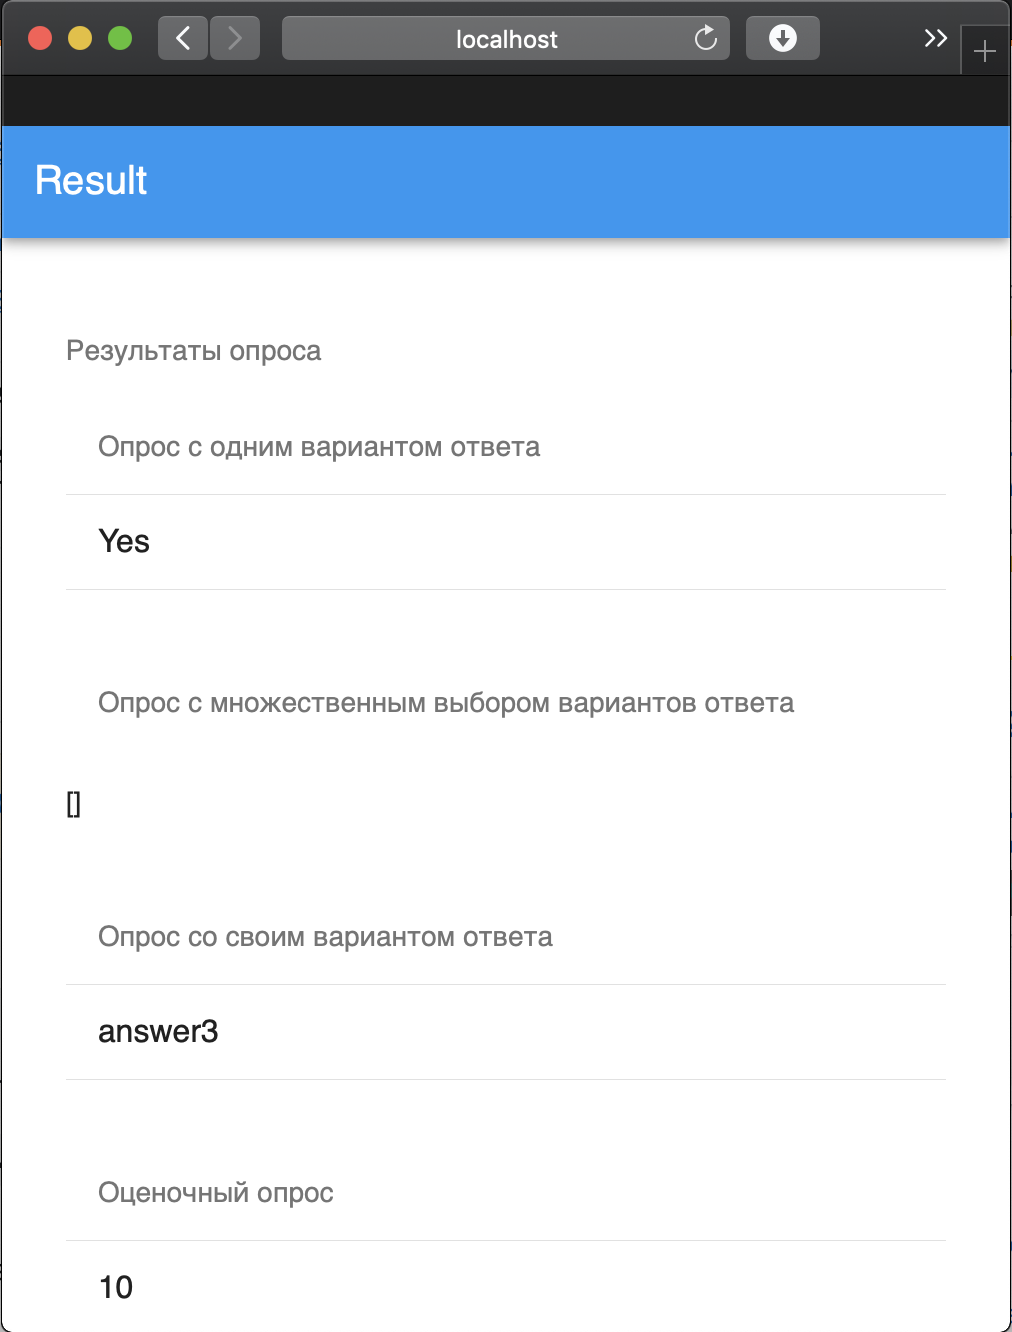 localhost
Result
Результаты опроса
Опрос с одним вариантом ответа
Yes
Опрос с множественным выбором вариантов ответа
[]
Опрос со своим вариантом ответа
answer3
Оценочный опрос
10